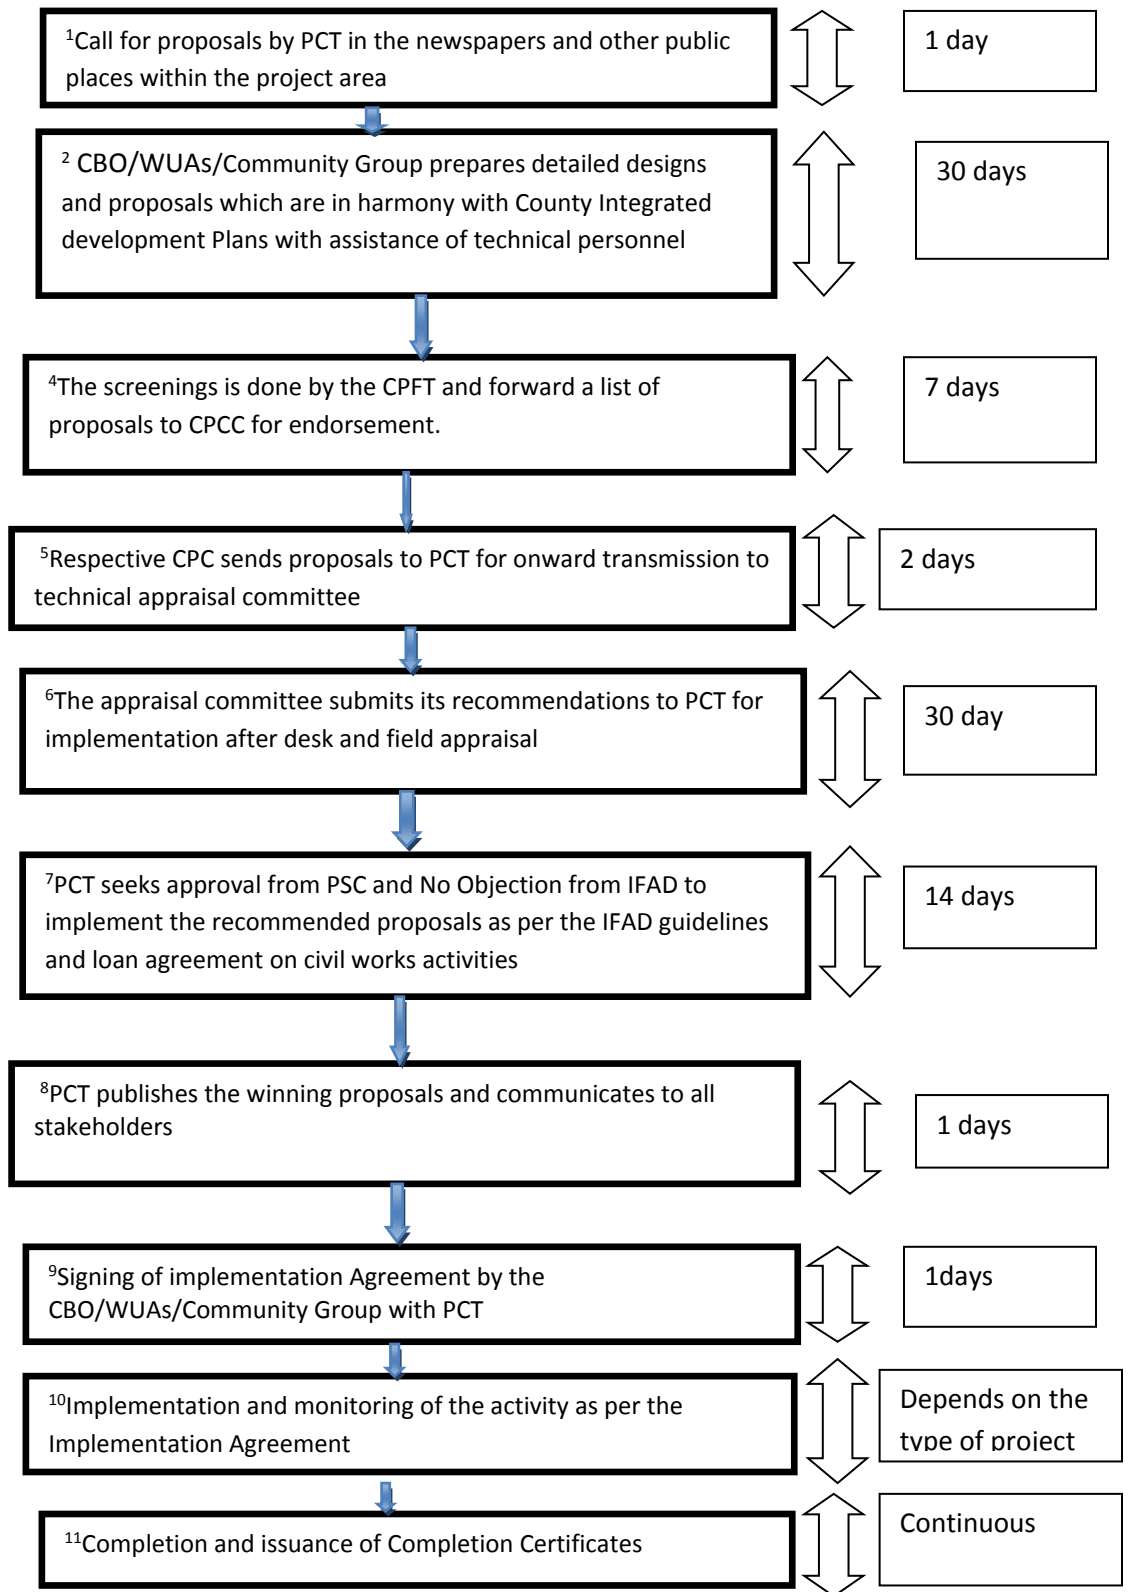 ¹Call for proposals by PCT in the newspapers and other public
places within the project area
1 day
² CBO/WUAs/Community Group prepares detailed designs
and proposals which are in harmony with County Integrated
development Plans with assistance of technical personnel
30 days
⁴The screenings is done by the CPFT and forward a list of
proposals to CPCC for endorsement.
7 days
⁵Respective CPC sends proposals to PCT for onward transmission to
technical appraisal committee
2 days
⁶The appraisal committee submits its recommendations to PCT for
implementation after desk and field appraisal
30 day
⁷PCT seeks approval from PSC and No Objection from IFAD to
implement the recommended proposals as per the IFAD guidelines
and loan agreement on civil works activities
14 days
⁸PCT publishes the winning proposals and communicates to all
stakeholders
1 days
⁹Signing of implementation Agreement by the
CBO/WUAs/Community Group with PCT
1days
¹⁰Implementation and monitoring of the activity as per the
Implementation Agreement
Depends on the
type of project
¹¹Completion and issuance of Completion Certificates
Continuous